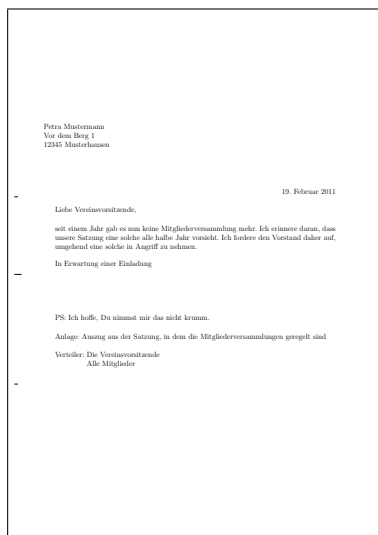 Petra Mustermann
Vor dem Berg 1
12345 Musterhausen
19. Februar 2011
Liebe Vereinsvorsitzende,
seit einem Jahr gab es nun keine Mitgliederversammlung mehr. Ich erinnere daran, dass
unsere Satzung eine solche alle halbe Jahr vorsieht. Ich fordere den Vorstand daher auf,
umgehend eine solche in Angriff zu nehmen.
In Erwartung einer Einladung
PS: Ich hoffe, Du nimmst mir das nicht krumm.
Anlage: Auszug aus der Satzung, in dem die Mitgliederversammlungen geregelt sind
Verteiler: Die Vereinsvorsitzende
Alle Mitglieder